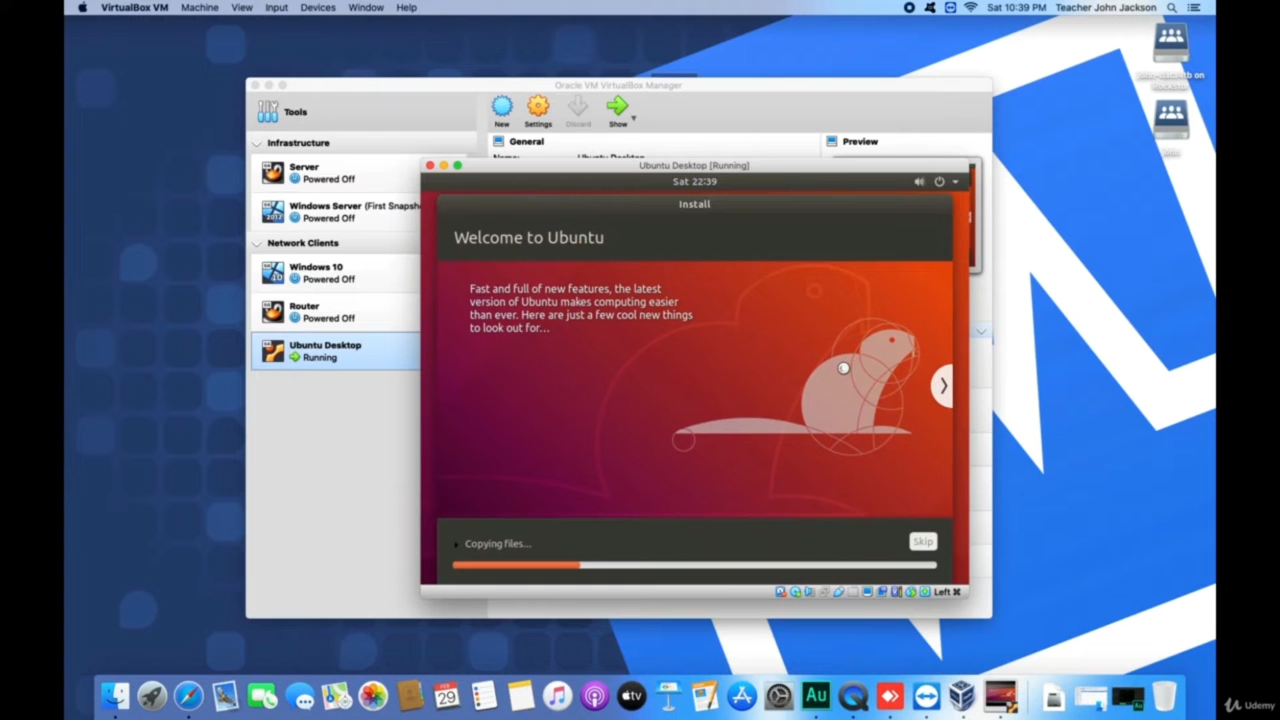 VirtualBox VM Machine View Input Devices Window Help
Sat 10:39 PM Teacher John Jackson
Oracle VM VirtualBox Manager
Tools
New Settings Discard Show
Infrastructure
Server
Powered Off
Windows Server (First Snapsh
Powered Off
Network Clients
Windows 10
Powered Off
Router
Powered Off
Ubuntu Desktop
Running
General
Preview
Ubuntu Desktop [Running]
Sat 22:39
Install
Welcome to Ubuntu
Fast and full of new features, the latest
version of Ubuntu makes computing easier
than ever. Here are just a few cool new things
to look out for...
Copying files...
Skip
Left ⌘
FEB
29
tv
Au
Au
Udemy